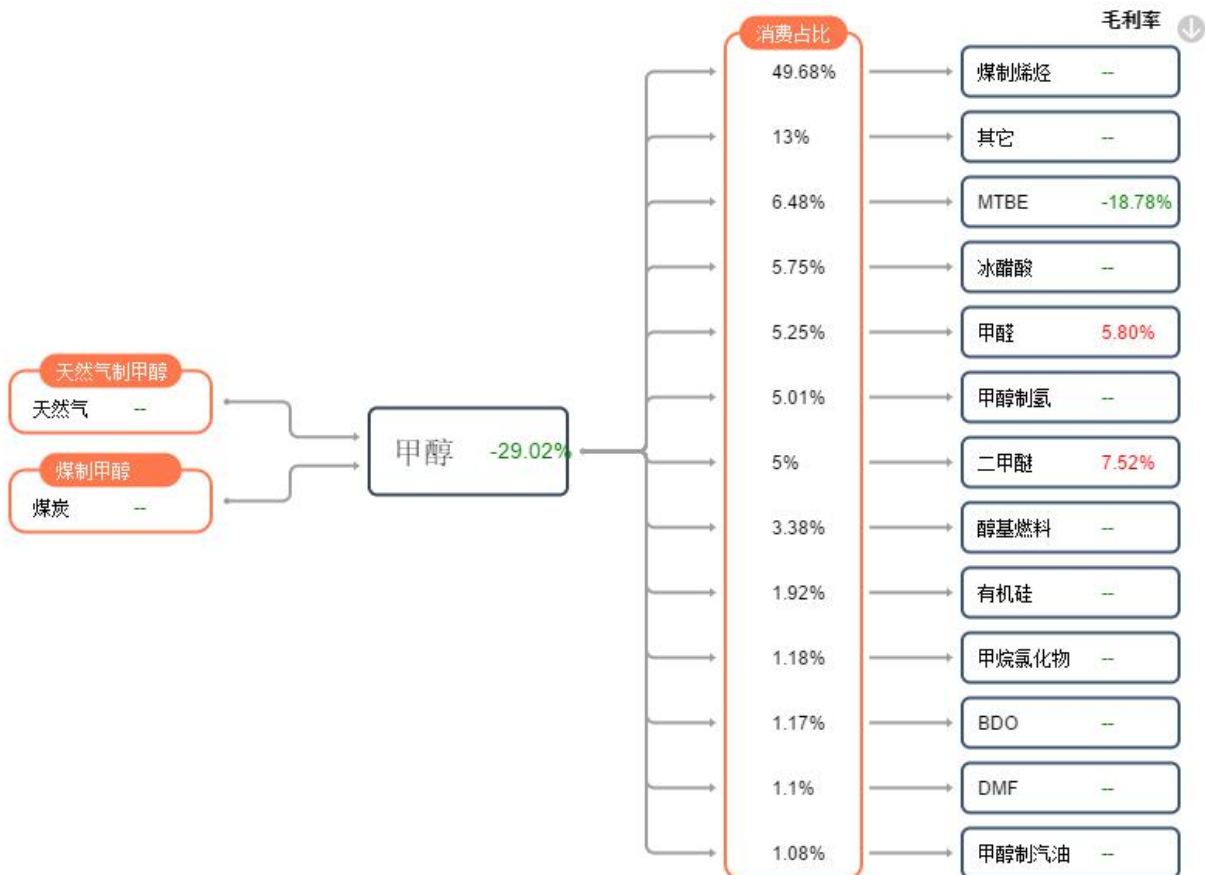 毛利率
消费占比
49.68% 煤制烯烃 --
13% 其它 --
6.48% MTBE -18.78%
5.75% 冰醋酸 --
5.25% 甲醛 5.80%
天然气制甲醇
天然气 --
5.01% 甲醇制氢 --
甲醇 -29.02%
5% 二甲醚 7.52%
煤制甲醇
煤炭 --
3.38% 醇基燃料 --
1.92% 有机硅 --
1.18% 甲烷氯化物 --
1.17% BDO --
1.1% DMF --
1.08% 甲醇制汽油 --